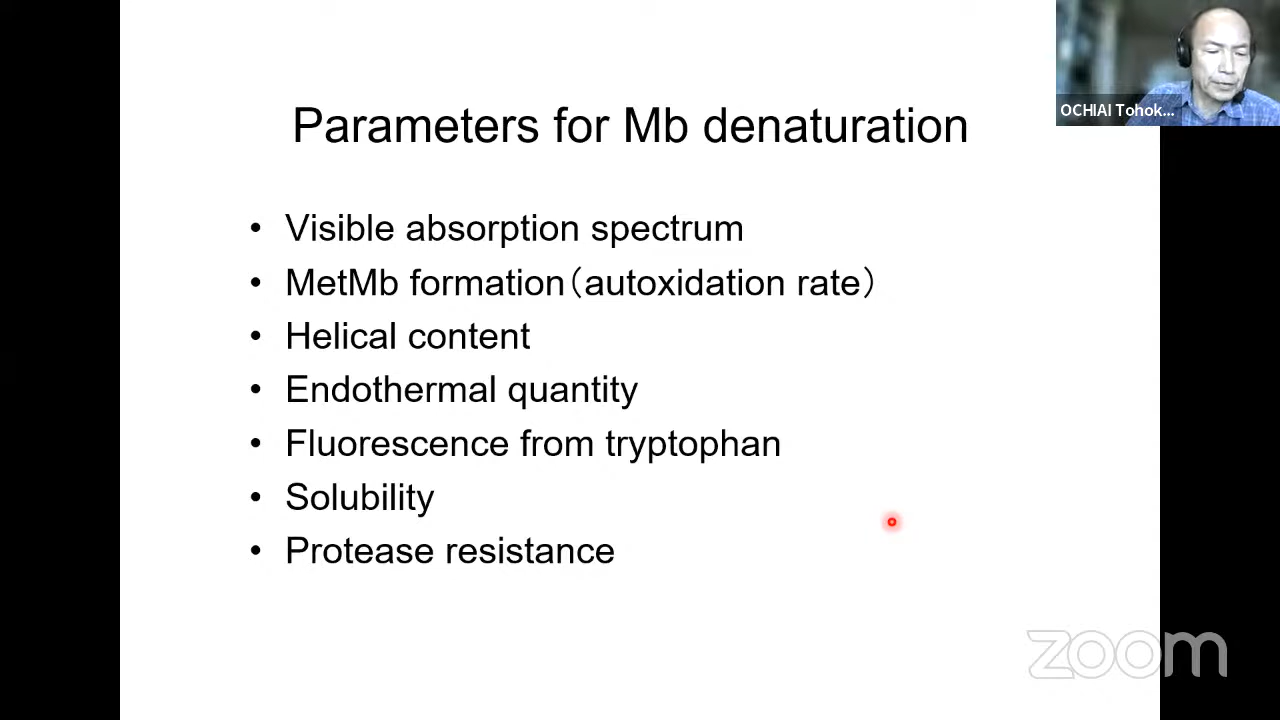 Parameters for Mb denaturation
• Visible absorption spectrum
• MetMb formation(autoxidation rate)
• Helical content
• Endothermal quantity
• Fluorescence from tryptophan
• Solubility
• Protease resistance
OCHIAI Tohok...
zoom